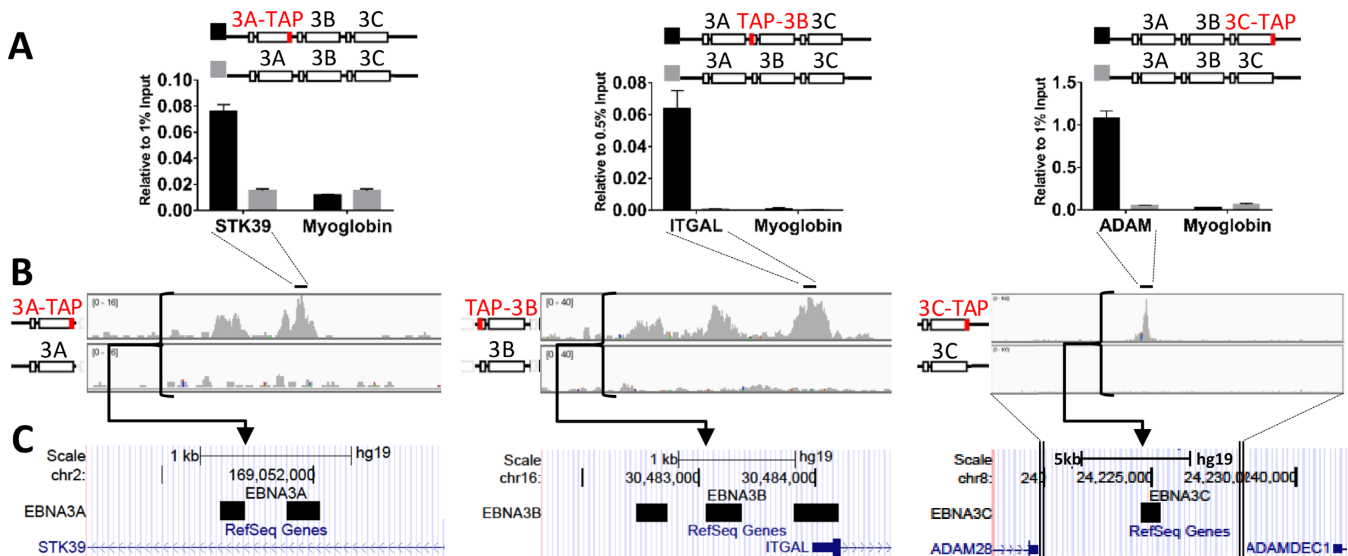 A
3A-TAP 3B 3C
3A 3B 3C
Relative to 1% Input
0.10
0.08
0.06
0.04
0.02
0.00
STK39 Myoglobin
3A TAP-3B 3C
3A 3B 3C
Relative to 0.5% Input
0.08
0.06
0.04
0.02
0.00
ITGAL Myoglobin
3A 3B 3C-TAP
3A 3B 3C
Relative to 1% Input
1.5
1.0
0.5
0.0
ADAM Myoglobin
B
3A-TAP
[0 - 16]
3A
[0 - 16]
TAP-3B
[0 - 40]
3B
[0 - 40]
3C-TAP
3C
C
Scale 1 kb hg19
chr2: 169,052,000
EBNA3A
EBNA3A
RefSeq Genes
STK39
Scale 1 kb hg19
chr16: 30,483,000 30,484,000
EBNA3B
EBNA3B
RefSeq Genes
ITGAL
Scale 5kb hg19
chr8: 24 24,225,000 24,230,0 240,000
EBNA3C
EBNA3C
RefSeq Genes
ADAM28 ADAMDEC1